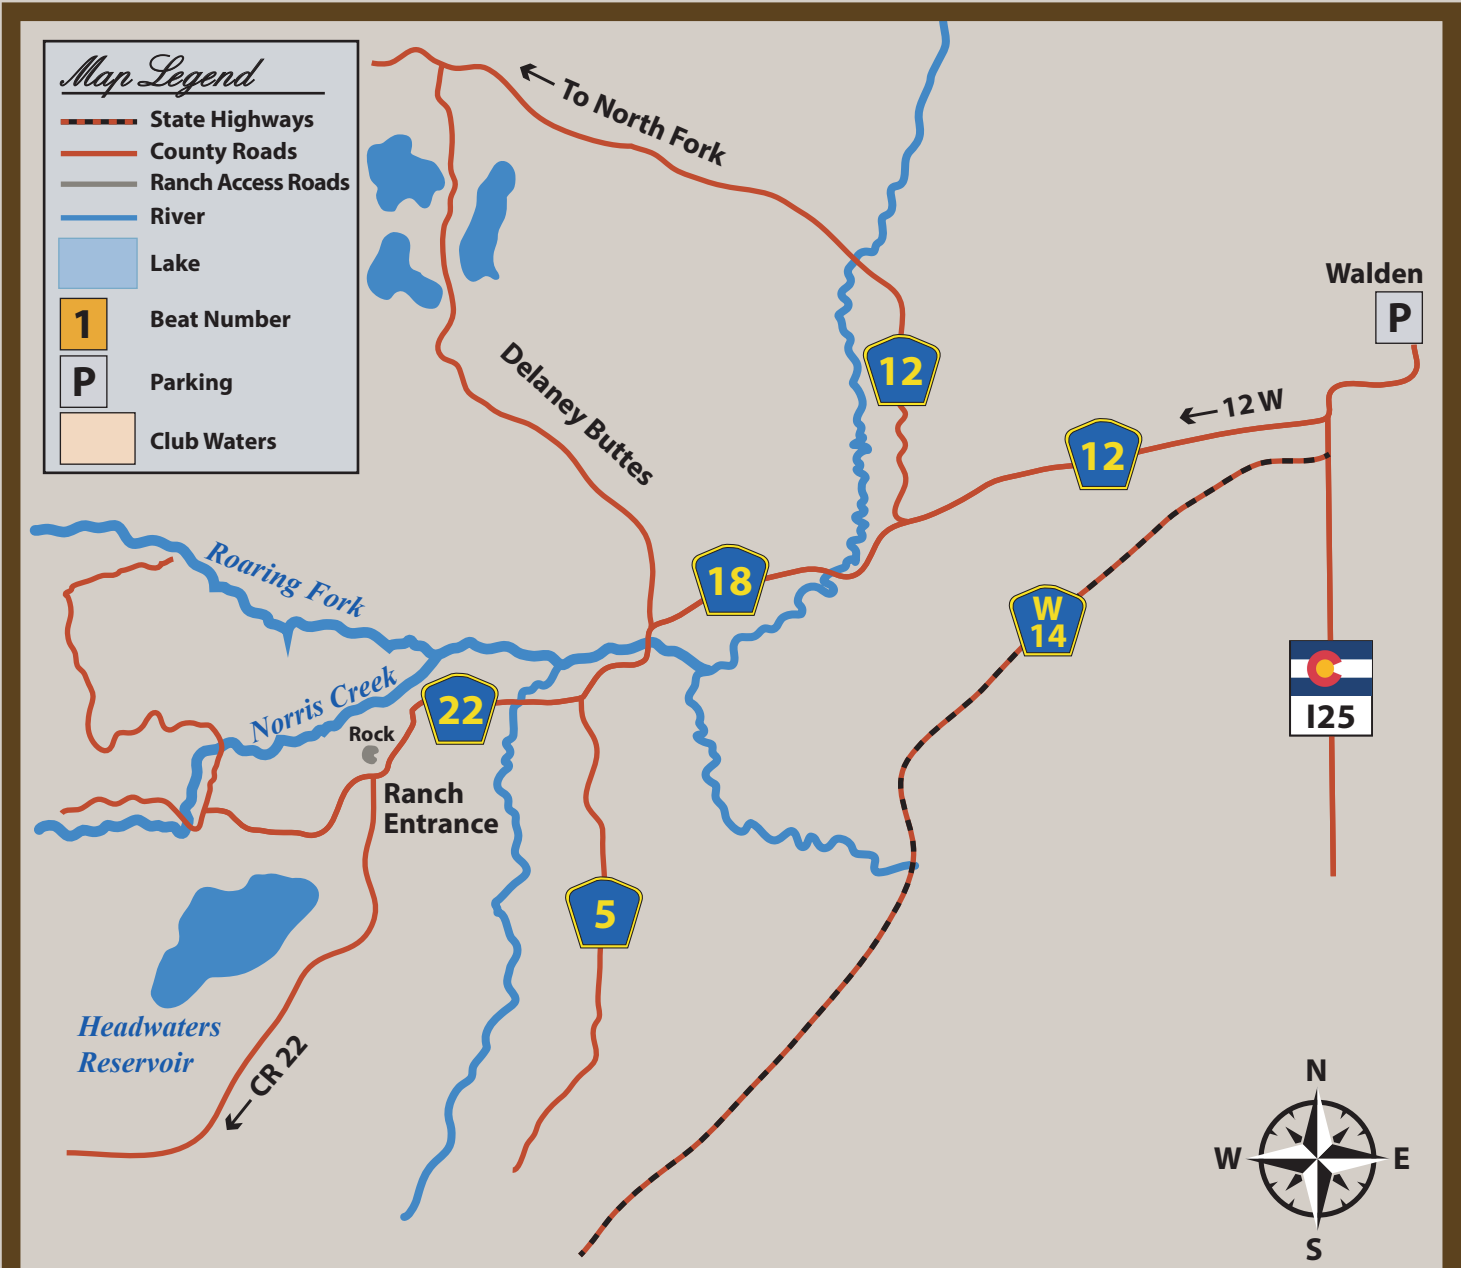 Map Legend
State Highways
County Roads
Ranch Access Roads
River
Lake
1
Beat Number
P
Parking
Club Waters
← To North Fork
Walden
P
← 12 W
12
12
Delaney Buttes
18
W
14
I25
Roaring Fork
Norris Creek
22
Rock
Ranch
Entrance
5
Headwaters
Reservoir
← CR 22
N
W
E
S